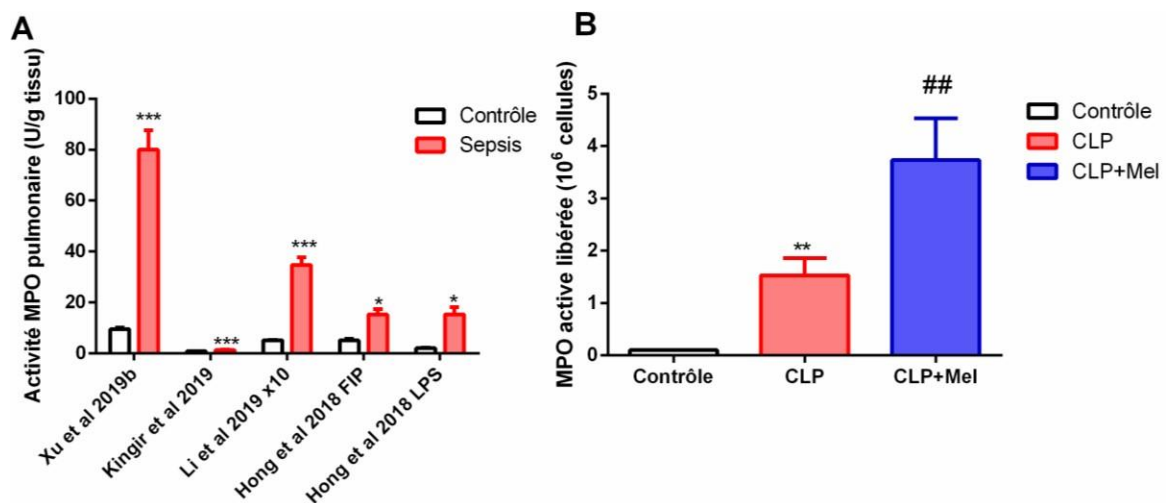 A
Activité MPO pulmonaire (U/g tissu)
100
80
60
40
20
0
***
***
***
*
*
Contrôle
Sepsis
Xu et al 2019b
Kingir et al 2019
Li et al 2019 x10
Hong et al 2018 FIP
Hong et al 2018 LPS
B
MPO active libérée (10⁶ cellules)
5
4
3
2
1
0
**
##
Contrôle
CLP
CLP+Mel
Contrôle
CLP
CLP+Mel